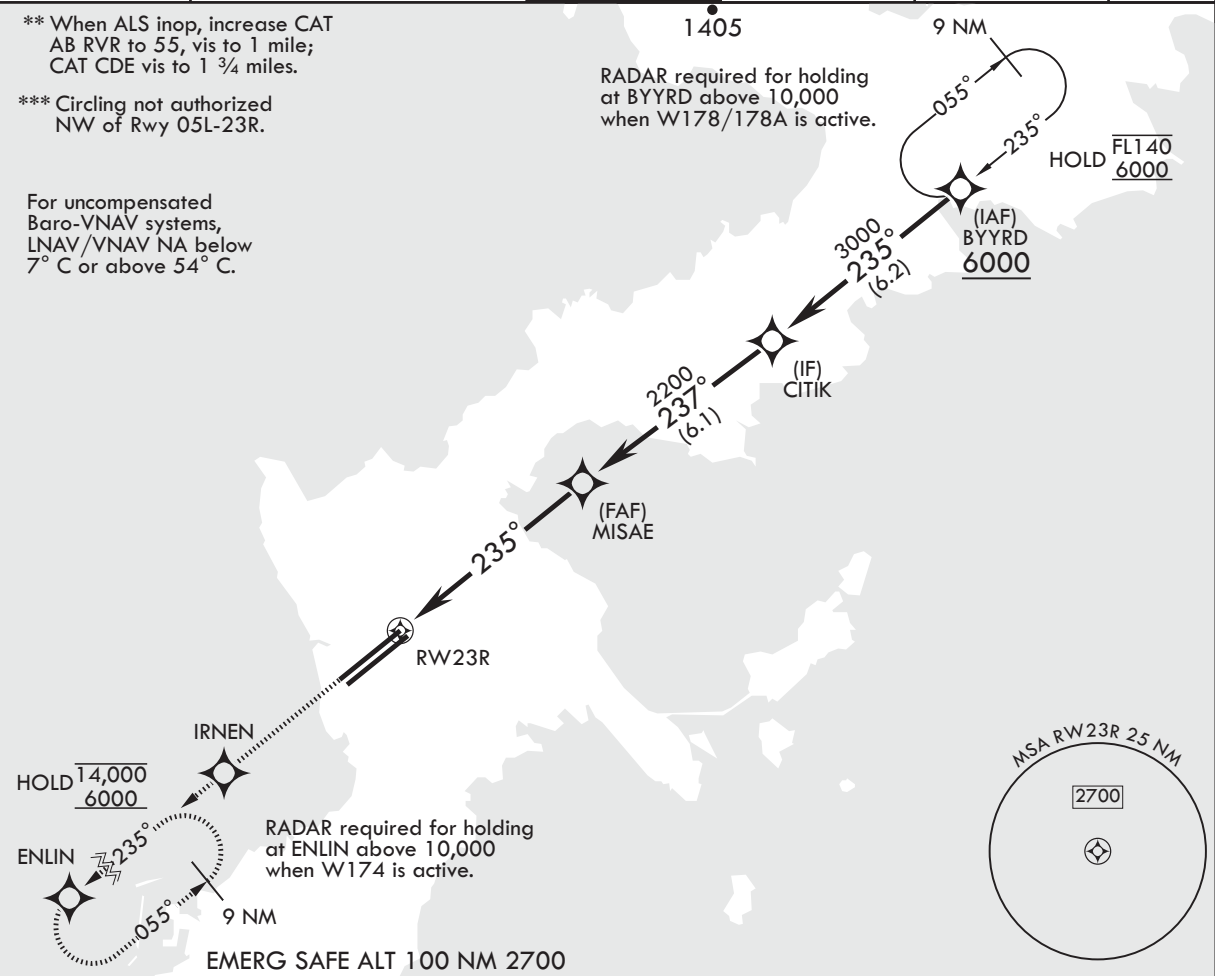 ** When ALS inop, increase CAT
AB RVR to 55, vis to 1 mile;
CAT CDE vis to 1 ¾ miles.
*** Circling not authorized
NW of Rwy 05L-23R.
For uncompensated
Baro-VNAV systems,
LNAV/VNAV NA below
7° C or above 54° C.
1405
RADAR required for holding
at BYYRD above 10,000
when W178/178A is active.
9 NM
055°
235°
HOLD FL140
6000
(IAF)
BYYRD
6000
3000
235°
(6.2)
(IF)
CITIK
2200
237°
(6.1)
(FAF)
MISAE
235°
RW23R
IRNEN
HOLD 14,000
6000
ENLIN
235°
055°
9 NM
RADAR required for holding
at ENLIN above 10,000
when W174 is active.
EMERG SAFE ALT 100 NM 2700
MSA RW23R 25 NM
2700